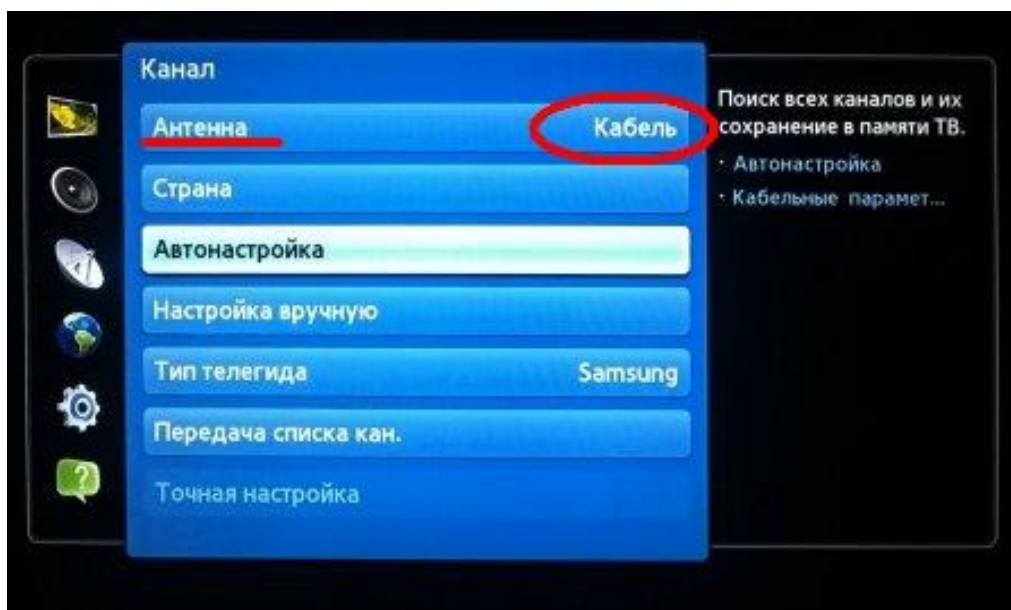 Канал
Антенна Кабель
Страна
Автонастройка
Настройка вручную
Тип телегида Samsung
Передача списка кан.
Точная настройка
Поиск всех каналов и их
сохранение в памяти ТВ.
· Автонастройка
· Кабельные парамет...